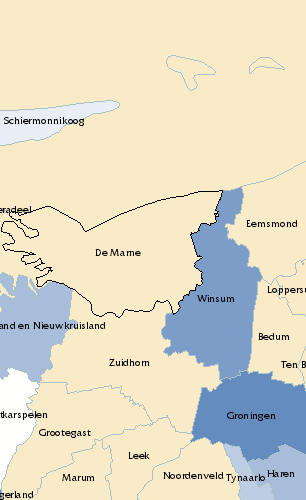 Schiermonnikoog
eradeel
Eemsmond
De Marne
Loppersu
Winsum
and en Nieuwkruisland
Bedum
Zuidhorn
Ten B
tkarspelen
Groningen
Grootegast
Leek
Marum
Noordenveld
Tynaarlo
Haren
gerland